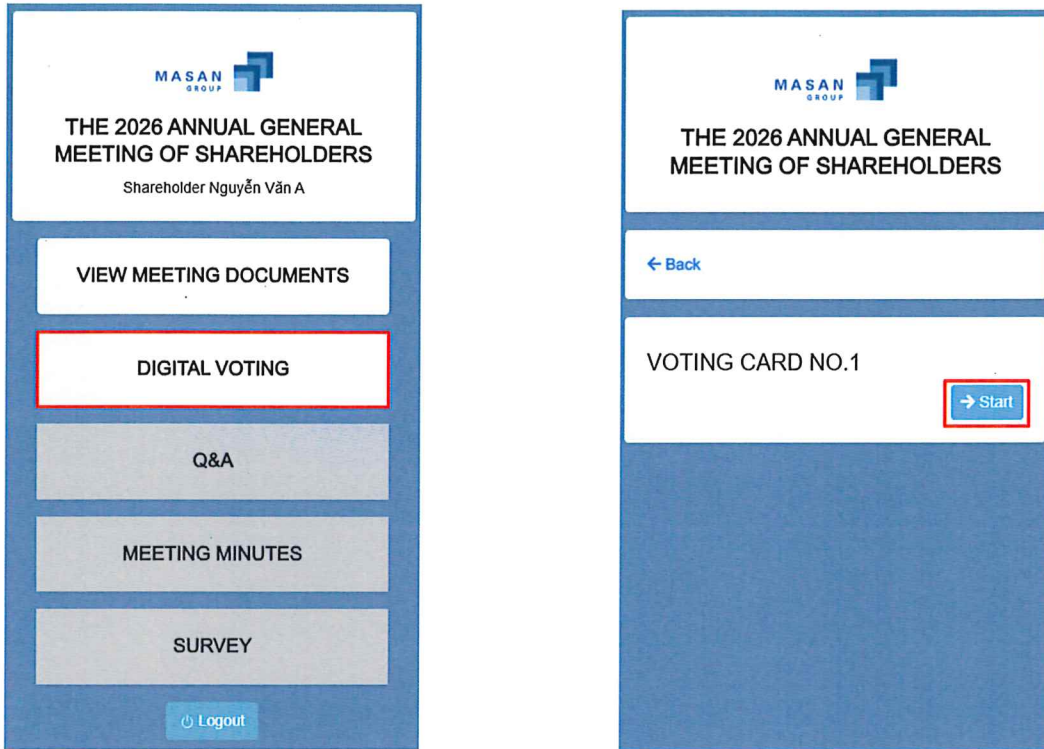 MASAN
GROUP
THE 2026 ANNUAL GENERAL
MEETING OF SHAREHOLDERS
Shareholder Nguyễn Văn A
VIEW MEETING DOCUMENTS
DIGITAL VOTING
Q&A
MEETING MINUTES
SURVEY
Logout
MASAN
GROUP
THE 2026 ANNUAL GENERAL
MEETING OF SHAREHOLDERS
← Back
VOTING CARD NO.1
→ Start